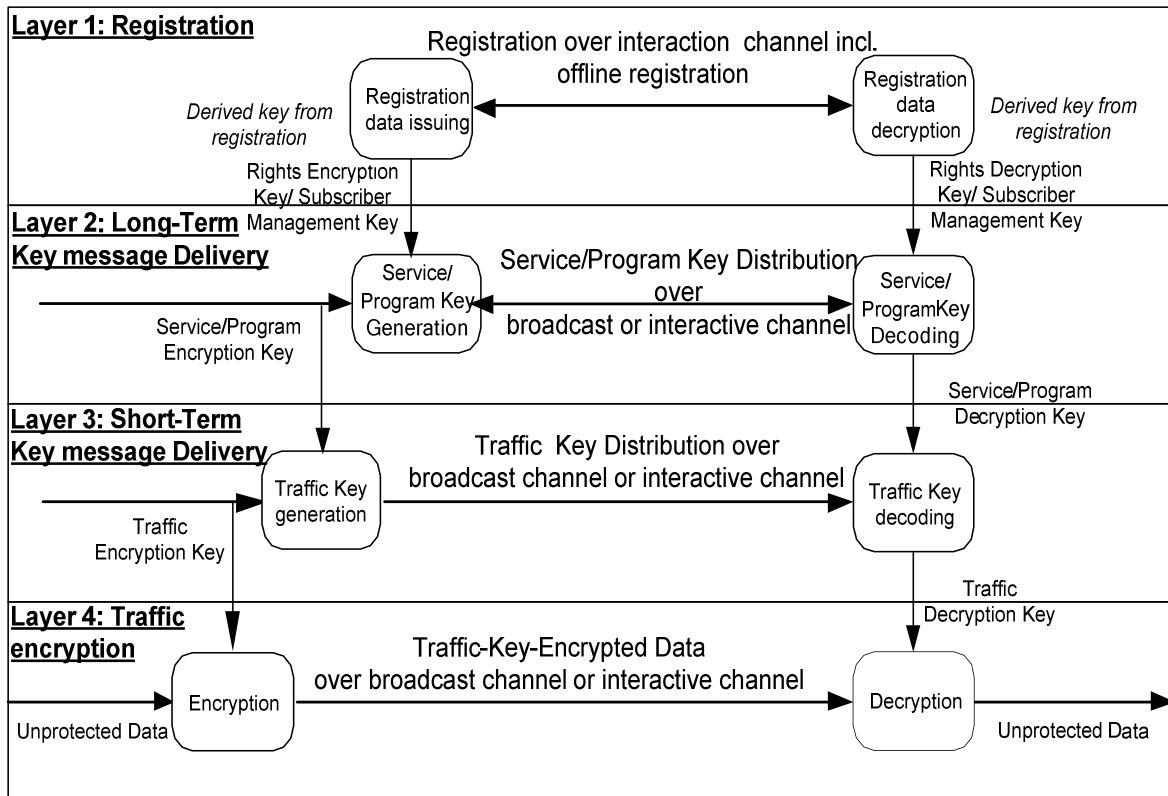 Layer 1: Registration
Registration over interaction channel incl.
offline registration
Registration
data issuing
Registration
data
decryption
Derived key from
registration
Derived key from
registration
Rights Encryption
Key/ Subscriber
Management Key
Rights Decryption
Key/ Subscriber
Management Key
Layer 2: Long-Term
Key message Delivery
Service/
Program Key
Generation
Service/Program Key Distribution
over
broadcast or interactive channel
Service/
ProgramKey
Decoding
Service/Program
Encryption Key
Service/Program
Decryption Key
Layer 3: Short-Term
Key message Delivery
Traffic Key Distribution over
broadcast channel or interactive channel
Traffic Key
generation
Traffic Key
decoding
Traffic
Encryption Key
Traffic
Decryption Key
Layer 4: Traffic
encryption
Traffic-Key-Encrypted Data
over broadcast channel or interactive channel
Encryption
Decryption
Unprotected Data
Unprotected Data